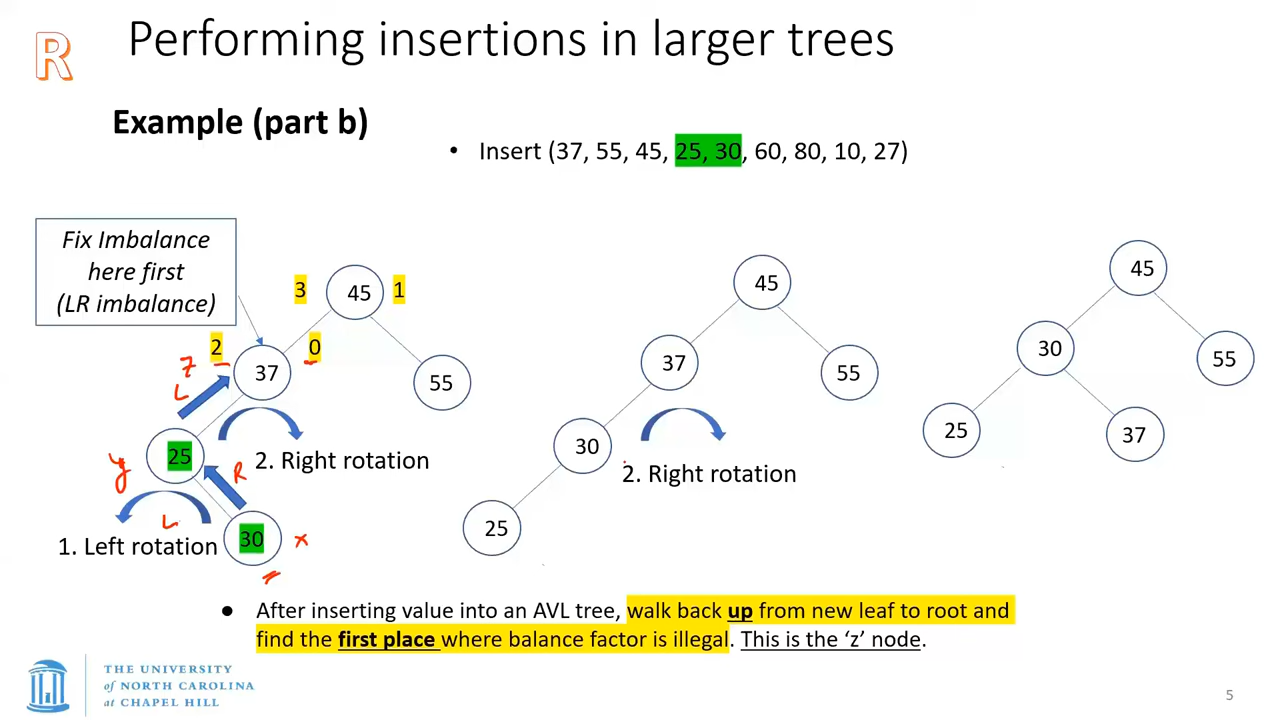 R
Performing insertions in larger trees
Example (part b)
• Insert (37, 55, 45, 25, 30, 60, 80, 10, 27)
Fix Imbalance
here first
(LR imbalance)
3 45 1
2 0
z 37
L
55
25
y
R
2. Right rotation
L
1. Left rotation
30 x
45
37
55
30
2. Right rotation
25
45
30
55
25
37
● After inserting value into an AVL tree, walk back up from new leaf to root and
find the first place where balance factor is illegal. This is the ‘z’ node.
THE UNIVERSITY
of NORTH CAROLINA
at CHAPEL HILL
5